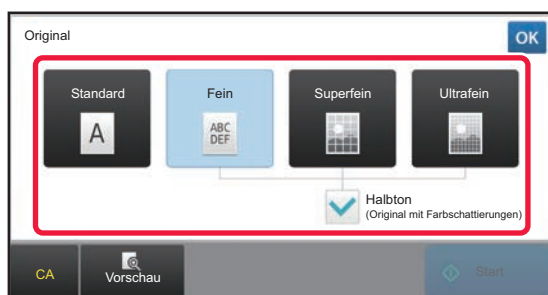 Original
OK
Standard
Fein
Superfein
Ultrafein
A
ABC
DEF
Halbton
(Original mit Farbschattierungen)
CA
Vorschau
Start